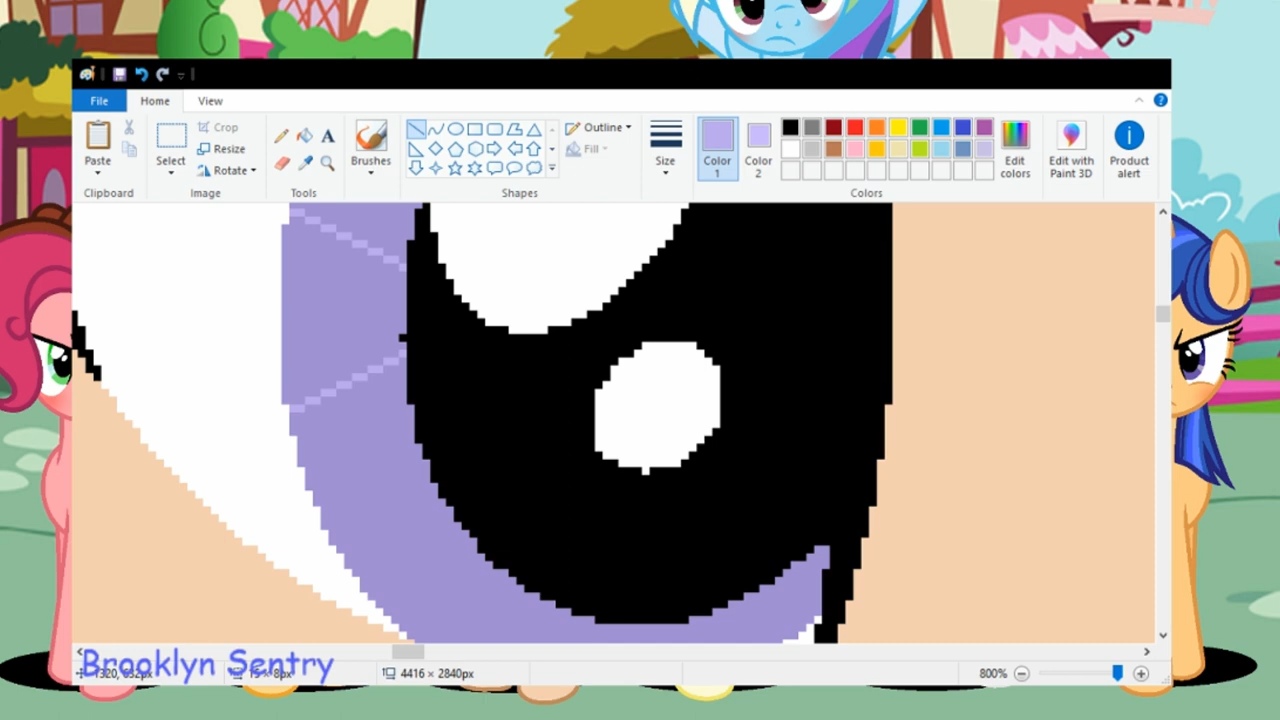 File Home View
Crop
Outline
Paste Select Resize Brushes Fill Size Color 1 Color 2 Edit colors Edit with Paint 3D Product alert
Rotate
Clipboard Image Tools Shapes Colors
Brooklyn Sentry
4416 × 2840px 800%